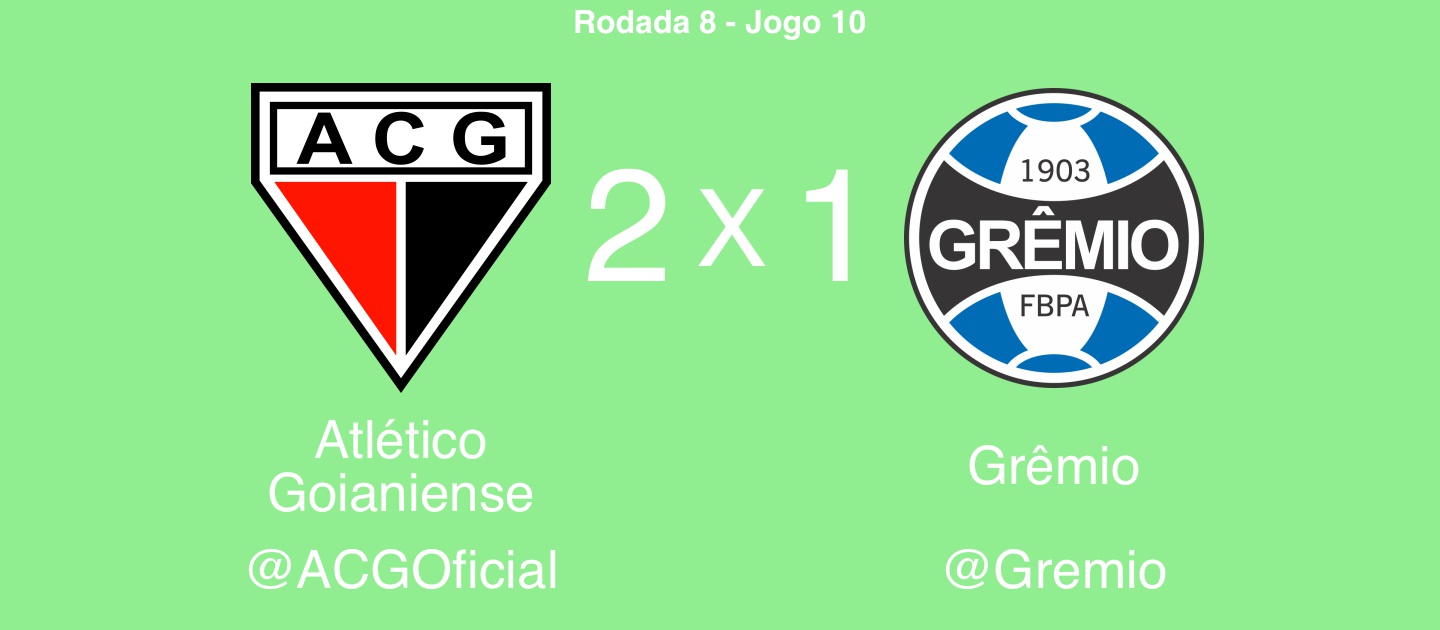 Rodada 8 - Jogo 10
ACG
2 x 1
1903
GRÊMIO
FBPA
Atlético
Goianiense
Grêmio
@ACGOficial
@Gremio